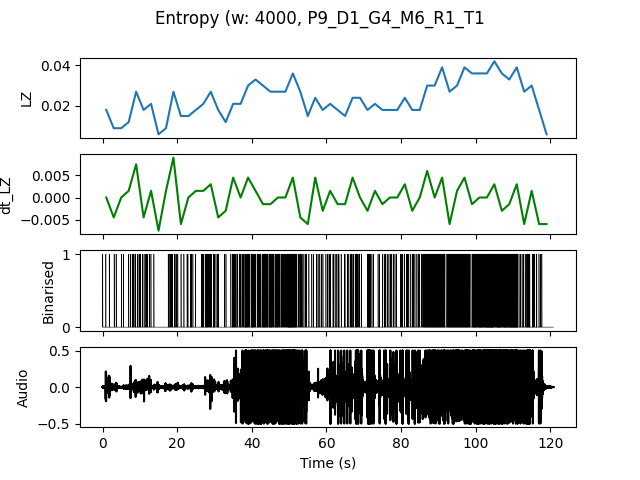 Entropy (w: 4000, P9_D1_G4_M6_R1_T1
0.04
0.02
LZ
0.005
0.000
−0.005
dt_LZ
1
0
Binarised
0.5
0.0
−0.5
Audio
0 20 40 60 80 100 120
Time (s)